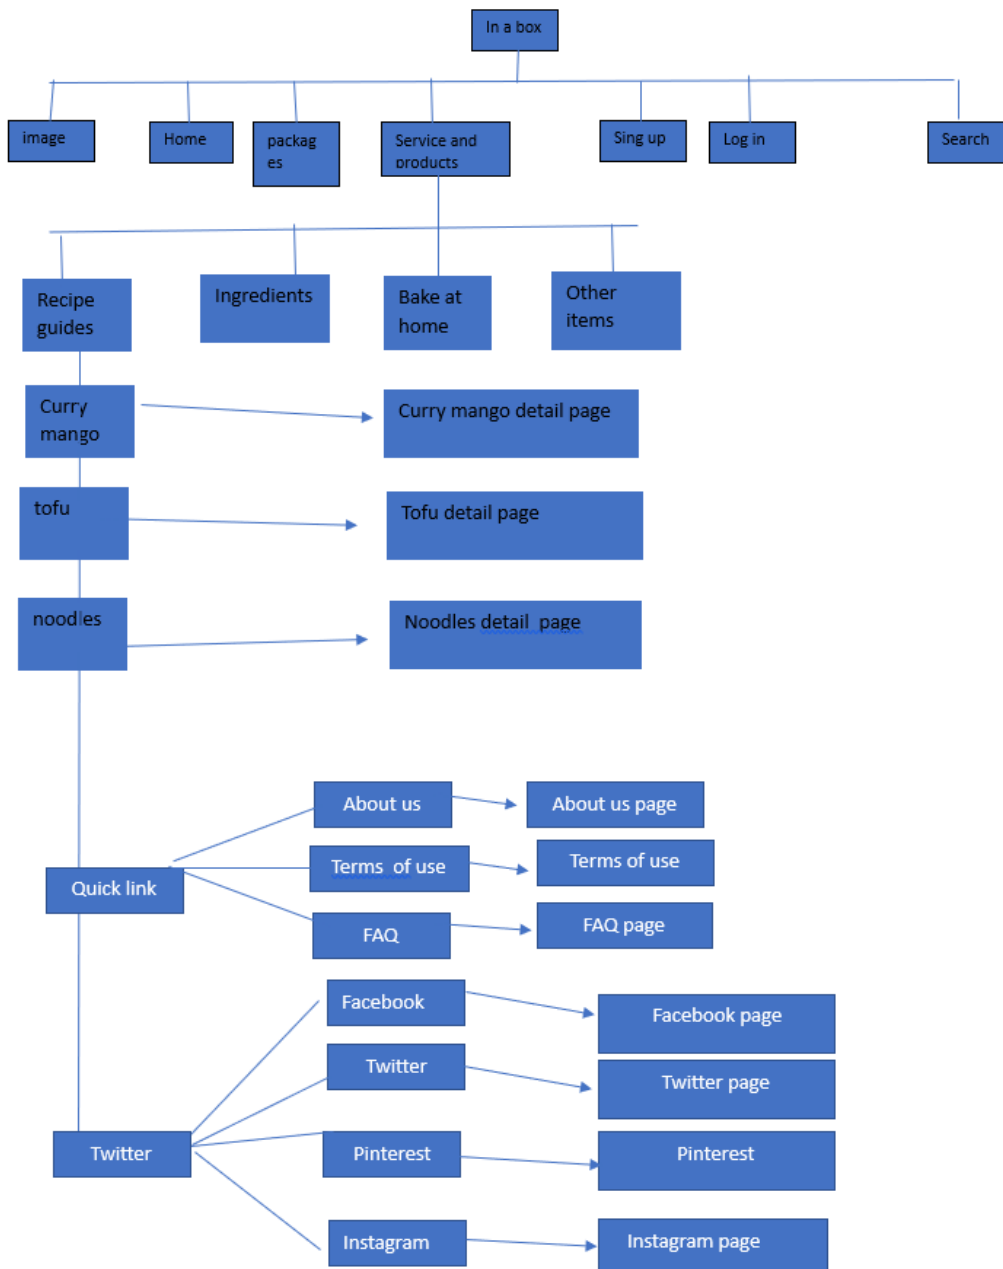 In a box
image
Home
packag
es
Service and
products
Sing up
Log in
Search
Recipe
guides
Ingredients
Bake at
home
Other
items
Curry
mango
Curry mango detail page
tofu
Tofu detail page
noodles
Noodles detail  page
About us
About us page
Quick link
Terms  of use
Terms of use
FAQ
FAQ page
Facebook
Facebook page
Twitter
Twitter page
Twitter
Pinterest
Pinterest
Instagram
Instagram page